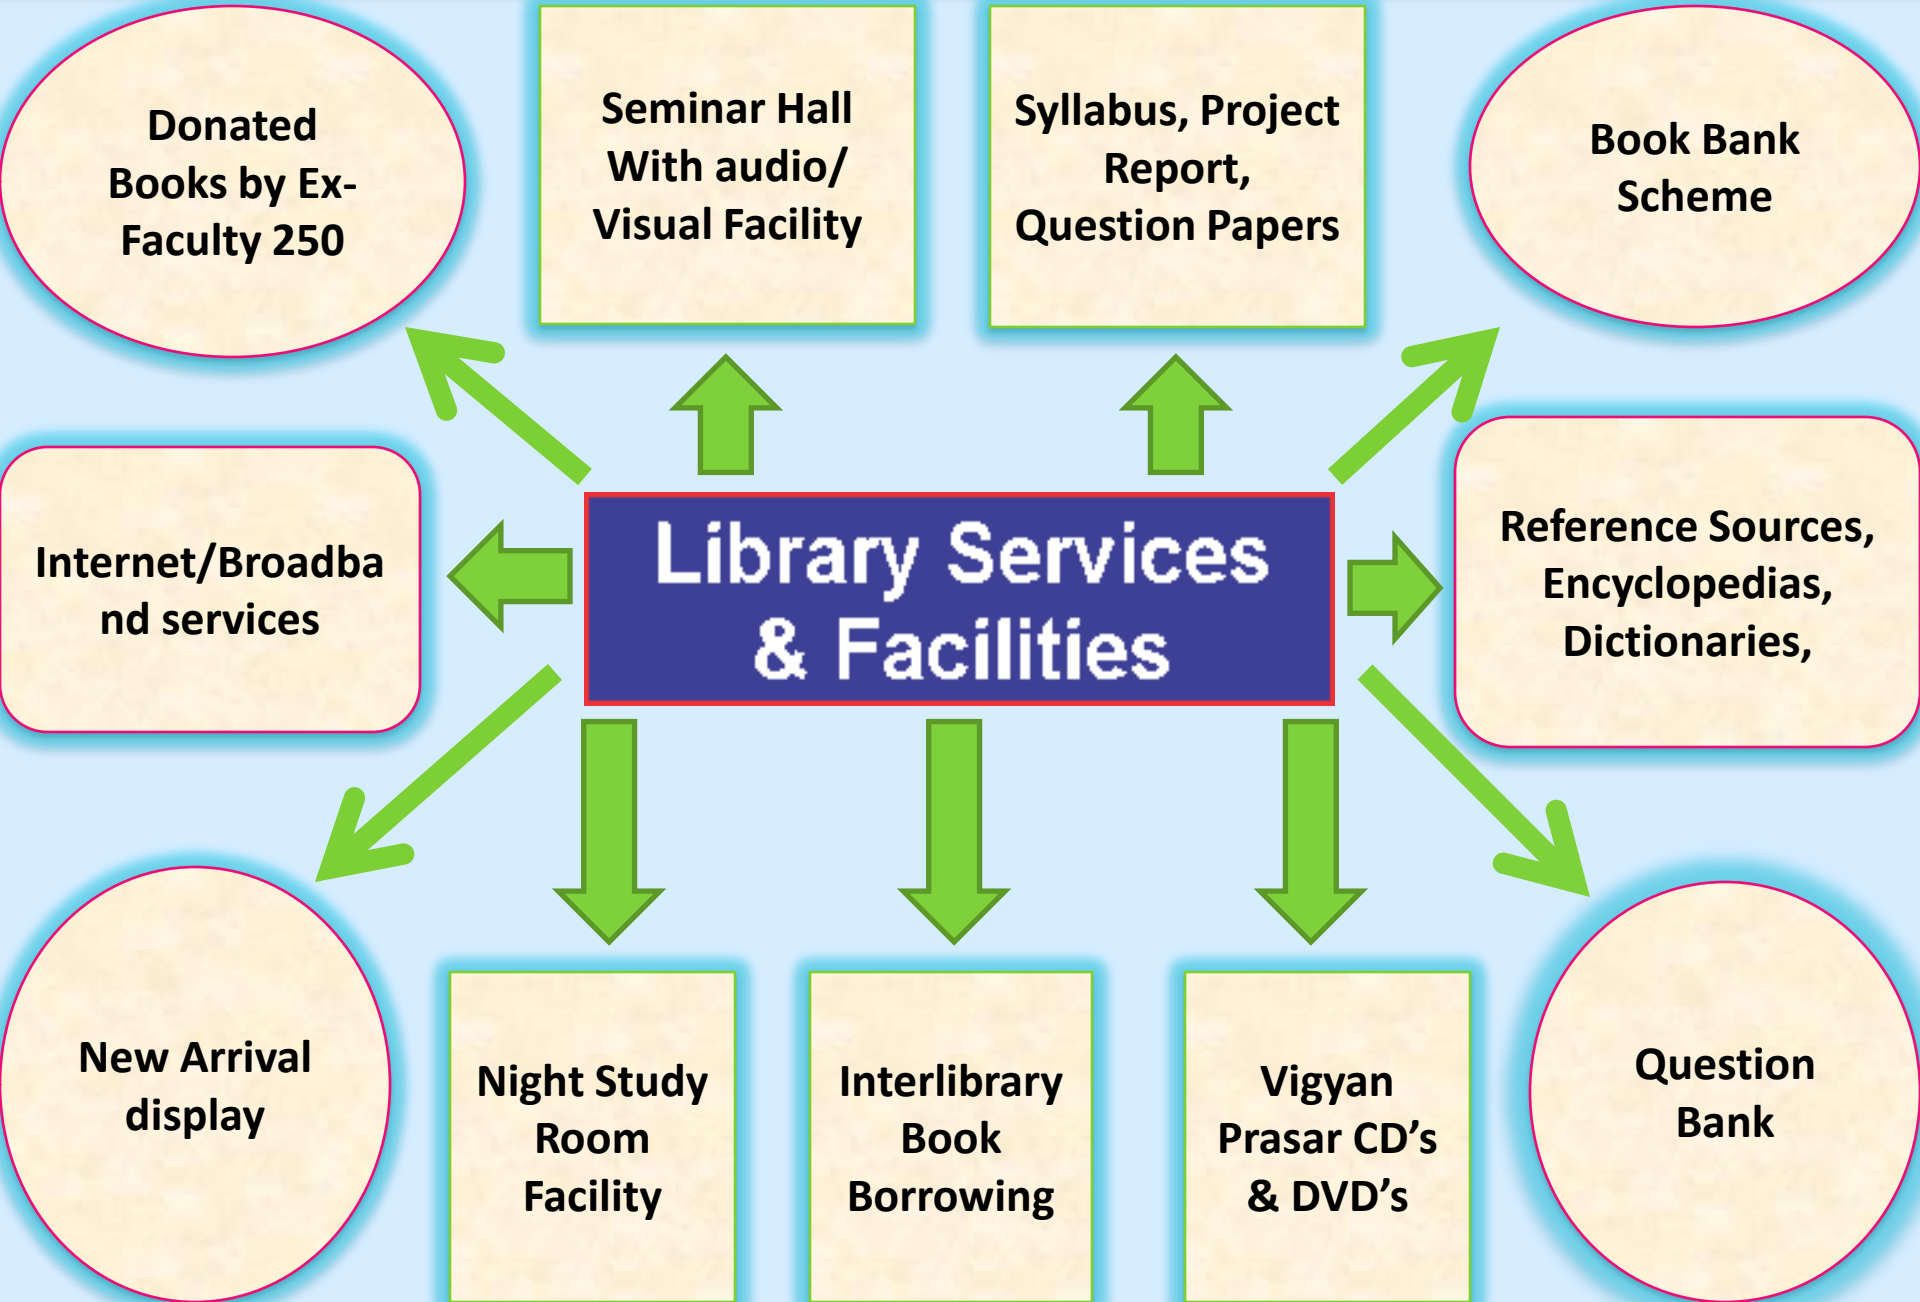 Donated
Books by Ex-
Faculty 250
Seminar Hall
With audio/
Visual Facility
Syllabus, Project
Report,
Question Papers
Book Bank
Scheme
Internet/Broadba
nd services
Library Services
& Facilities
Reference Sources,
Encyclopedias,
Dictionaries,
New Arrival
display
Night Study
Room
Facility
Interlibrary
Book
Borrowing
Vigyan
Prasar CD’s
& DVD’s
Question
Bank